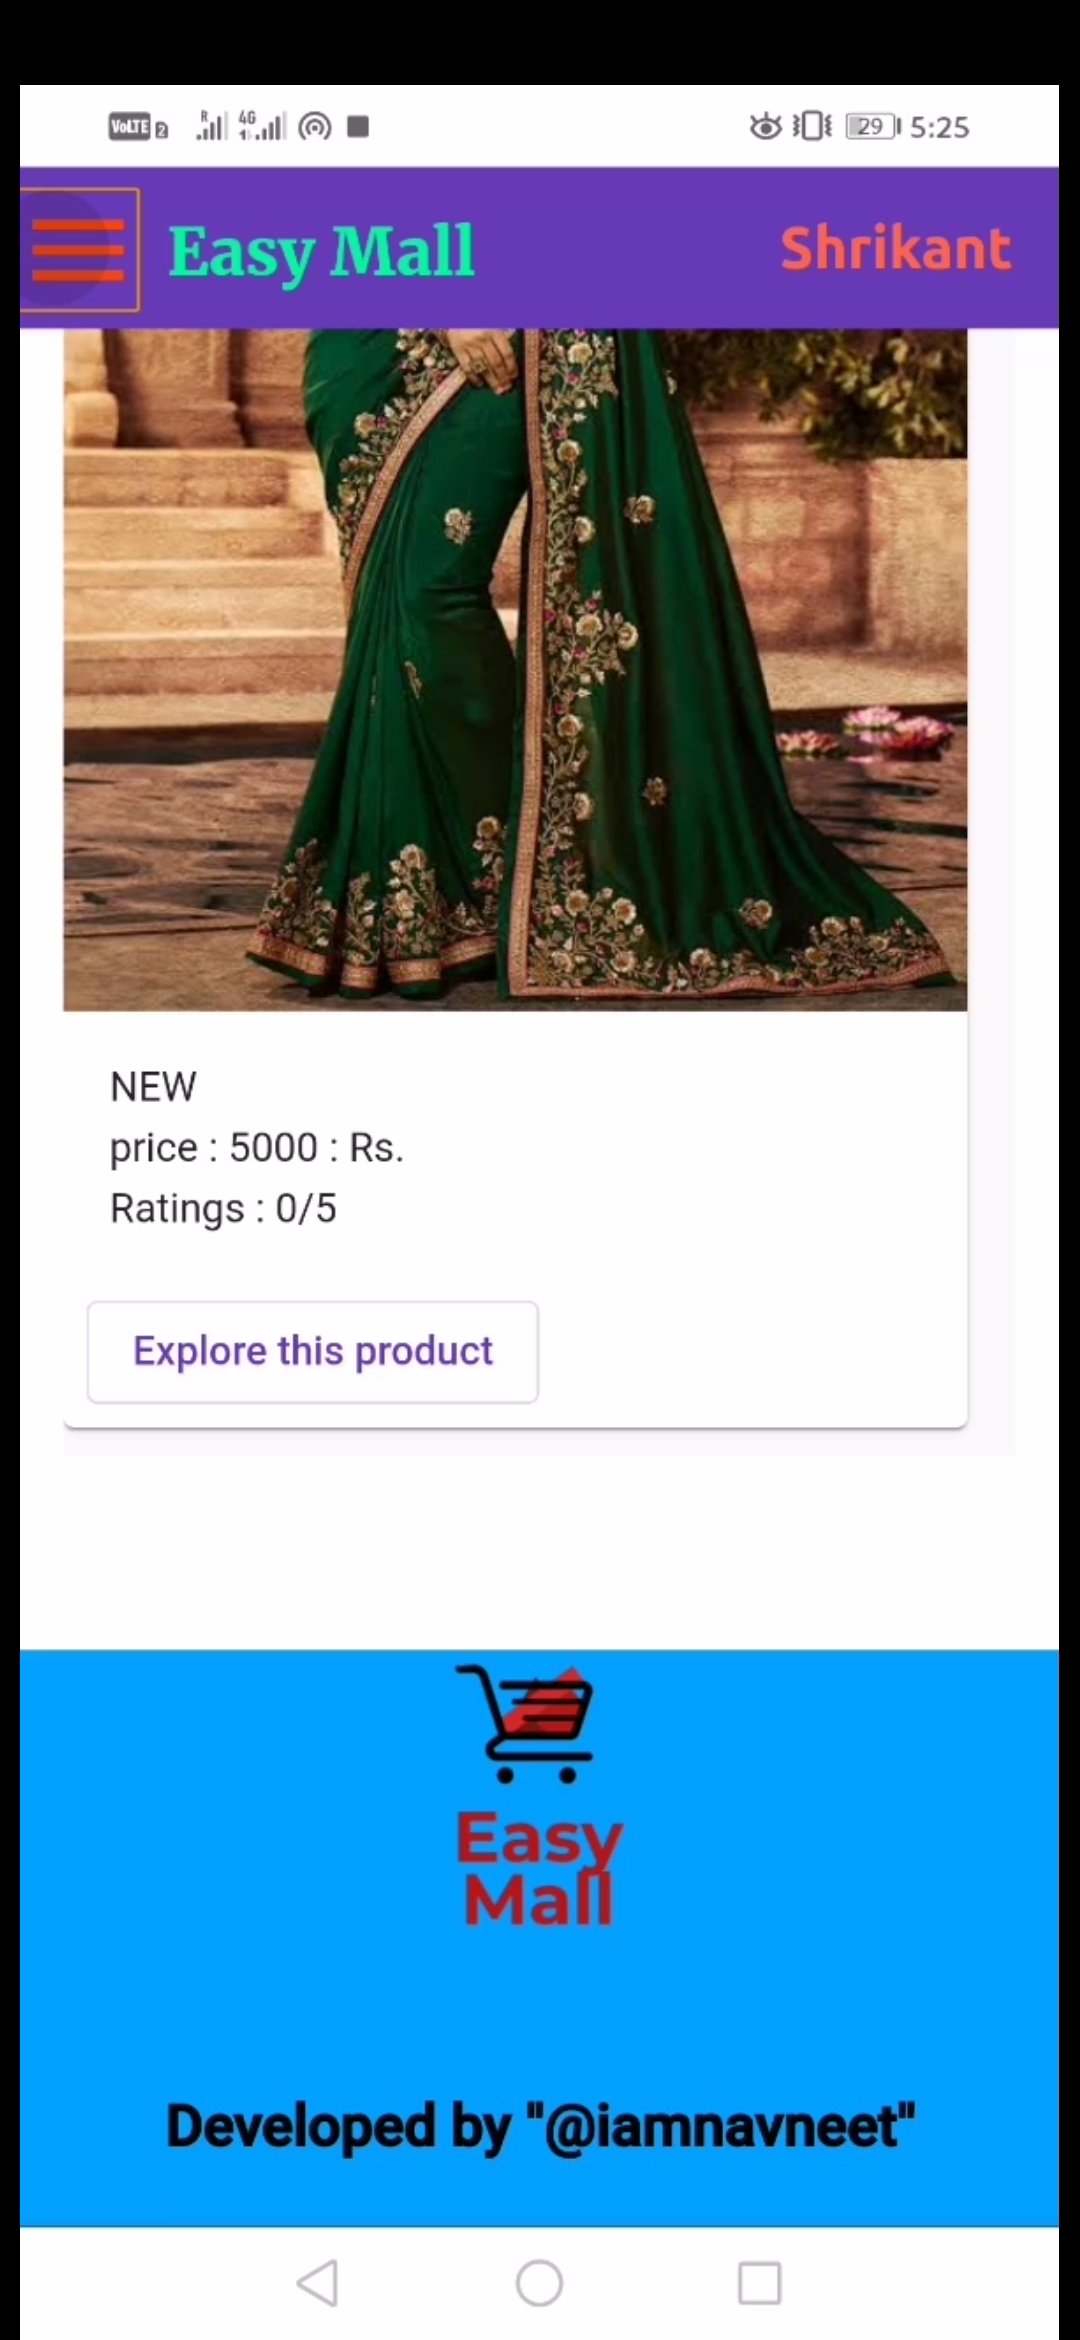 VoLTE 2 R 4G 29 5:25
Easy Mall Shrikant
NEW
price : 5000 : Rs.
Ratings : 0/5
Explore this product
Easy
Mall
Developed by "@iamnavneet"